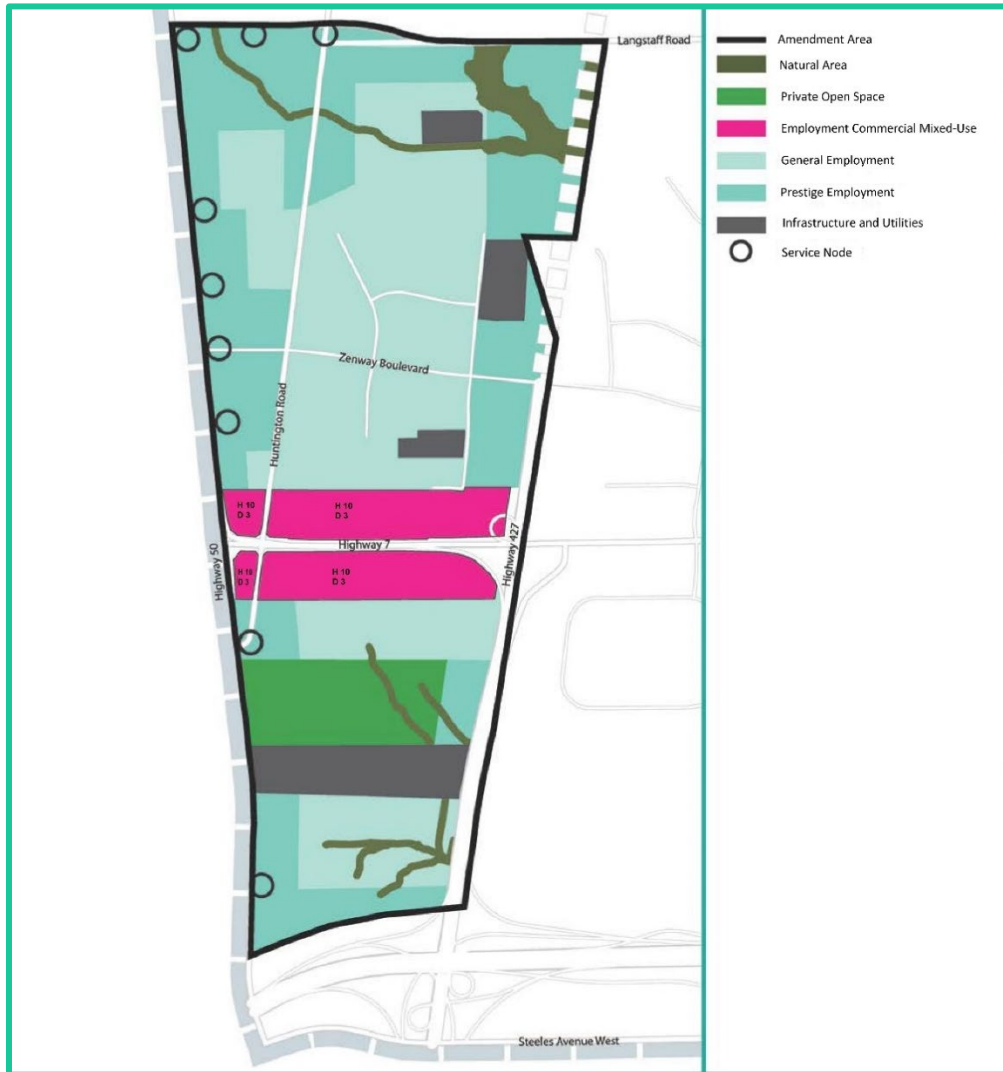 Langstaff Road
Amendment Area
Natural Area
Private Open Space
Employment Commercial Mixed-Use
General Employment
Prestige Employment
Infrastructure and Utilities
Service Node
Zenway Boulevard
Huntington Road
H 10
D 3
H 10
D 3
Highway 7
Highway 50
Highway 427
H 10
D 3
H 10
D 3
Steeles Avenue West